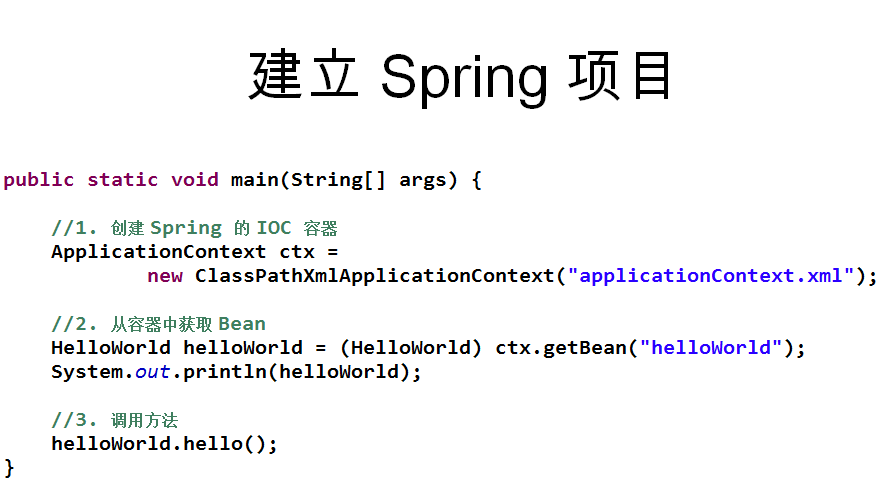 建立 Spring 项目
public static void main(String[] args) {
//1. 创建 Spring 的 IOC 容器
ApplicationContext ctx =
new ClassPathXmlApplicationContext("applicationContext.xml");
//2. 从容器中获取 Bean
HelloWorld helloWorld = (HelloWorld) ctx.getBean("helloWorld");
System.out.println(helloWorld);
//3. 调用方法
helloWorld.hello();
}